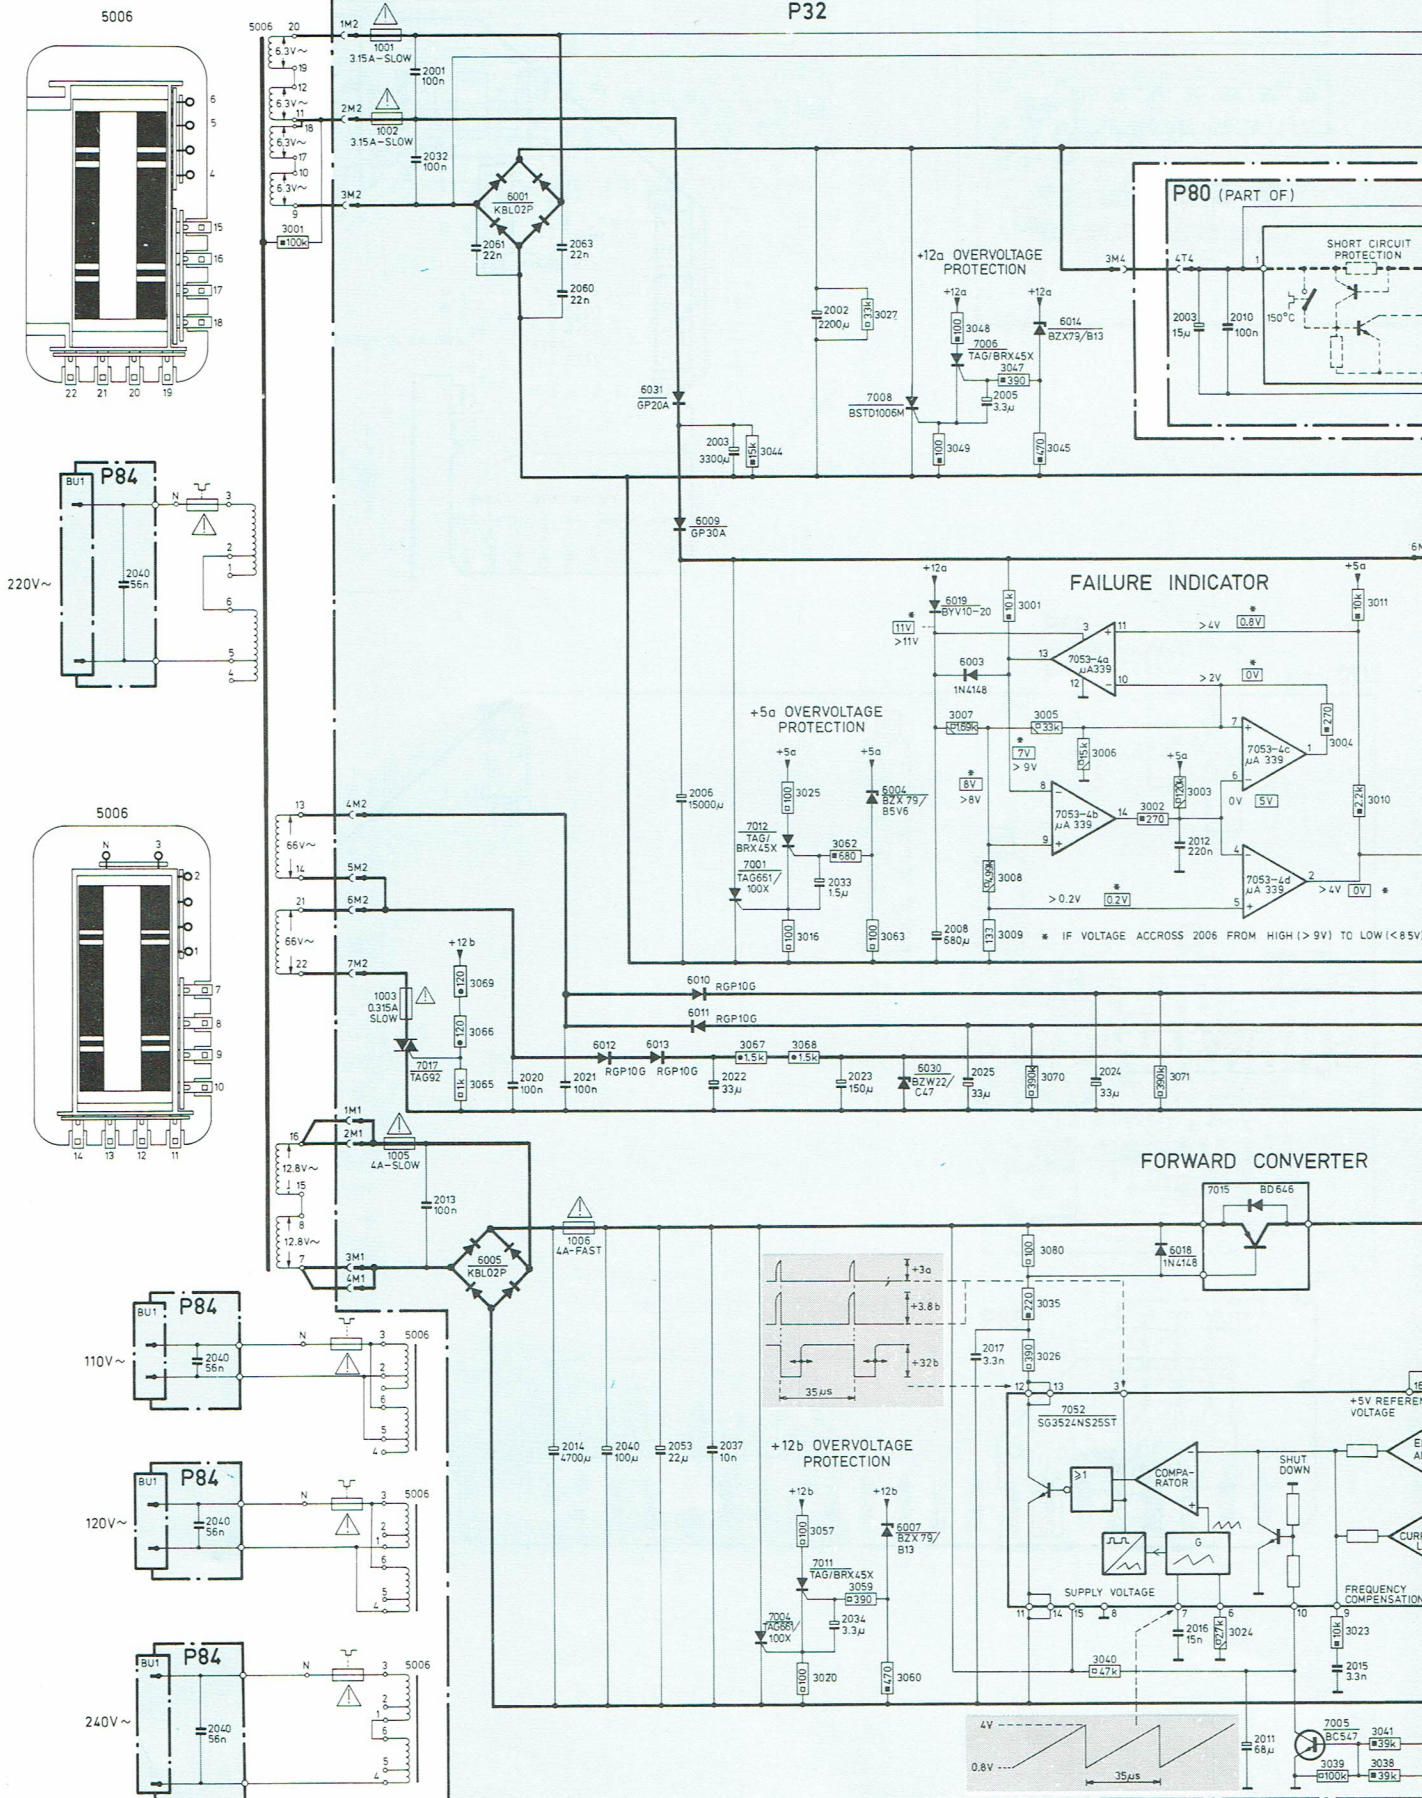 5006
P32
5006
20
1M2
6.3V~
19
1001
3.15A-SLOW
2001
100n
12
6.3V~
11
18
2M2
1002
3.15A-SLOW
6.3V~
17
2032
100n
10
6.3V~
9
3M2
3001
100k
6
5
4
15
16
17
18
22
21
20
19
6001
KBL02P
2061
22n
2063
22n
2060
22n
2002
2200µ
33k
3027
+12a OVERVOLTAGE
PROTECTION
+12a
+12a
100
3048
7006
TAG/BRX45X
6014
BZX79/B13
3047
390
2005
3.3µ
7008
BSTD1006M
100
3049
470
3045
3M4
P80 (PART OF)
4T4
1
SHORT CIRCUIT
PROTECTION
150°C
2003
15µ
2010
100n
6031
GP20A
2003
3300µ
15k
3044
6009
GP30A
P84
BU1
N
3
2
1
6
5
4
220V~
2040
56n
FAILURE INDICATOR
+12a
6019
BYV10-20
*
11V
>11V
10k
3001
6003
1N4148
13
3
11
7053-4a
µA339
12
10
>4V
*
0.8V
>2V
*
0V
+5a
10k
3011
270
3004
3007
169k
3005
33k
15k
3006
*
7V
> 9V
*
8V
>8V
7
7053-4c
µA 339
1
6
0V
5V
+5a
120k
3003
8
7053-4b
µA 339
9
14
3002
270
2012
220n
2.2k
3010
4
7053-4d
µA 339
2
5
>4V
0V
*
499k
3008
>0.2V
*
0.2V
133
3009
2008
680µ
* IF VOLTAGE ACCROSS 2006 FROM HIGH (> 9V) TO LOW (<8.5V)
+5a OVERVOLTAGE
PROTECTION
+5a
+5a
100
3025
6004
BZX 79/
B5V6
7012
TAG/
BRX45X
3062
680
7001
TAG661/
100X
2033
1.5µ
100
3016
100
3063
2006
15000µ
5006
N
3
2
1
7
8
9
10
14
13
12
11
13
4M2
66V~
14
5M2
21
6M2
66V~
22
7M2
+12b
120
3069
1003
0.315A
SLOW
120
3066
7017
TAG92
1k
3065
2020
100n
2021
100n
6010
RGP10G
6011
RGP10G
6012
RGP10G
6013
RGP10G
3067
1.5k
3068
1.5k
2022
33µ
2023
150µ
6030
BZW22/
C47
2025
33µ
390k
3070
2024
33µ
390k
3071
1M1
16
2M1
1005
4A-SLOW
12.8V~
15
8
12.8V~
7
3M1
4M1
2013
100n
6005
KBL02P
1006
4A-FAST
FORWARD CONVERTER
7015
BD646
100
3080
6018
1N4148
+3a
+3.8b
+32b
35µs
220
3035
2017
3.3n
390
3026
12
13
3
7052
SG3524NS25ST
+5V REFEREN
VOLTAGE
≥1
COMPA-
RATOR
SHUT
DOWN
G
SUPPLY VOLTAGE
FREQUENCY
COMPENSATION
11
14
15
8
7
6
10
9
2016
15n
27k
3024
10k
3023
2015
3.3n
3040
47k
2011
68µ
7005
BC547
3041
39k
3039
100k
3038
39k
4V
0.8V
35µs
2014
4700µ
2040
100µ
2053
22µ
2037
10n
+12b OVERVOLTAGE
PROTECTION
+12b
+12b
100
3057
6007
BZX79/
B13
7011
TAG/BRX45X
3059
390
7004
TAG661/
100X
2034
3.3µ
100
3020
470
3060
P84
BU1
N
3
5006
110V~
2040
56n
2
6
5
4
P84
BU1
N
3
5006
120V~
2040
56n
2
1
6
5
4
P84
BU1
N
3
5006
240V~
2040
56n
2
1
6
5
4